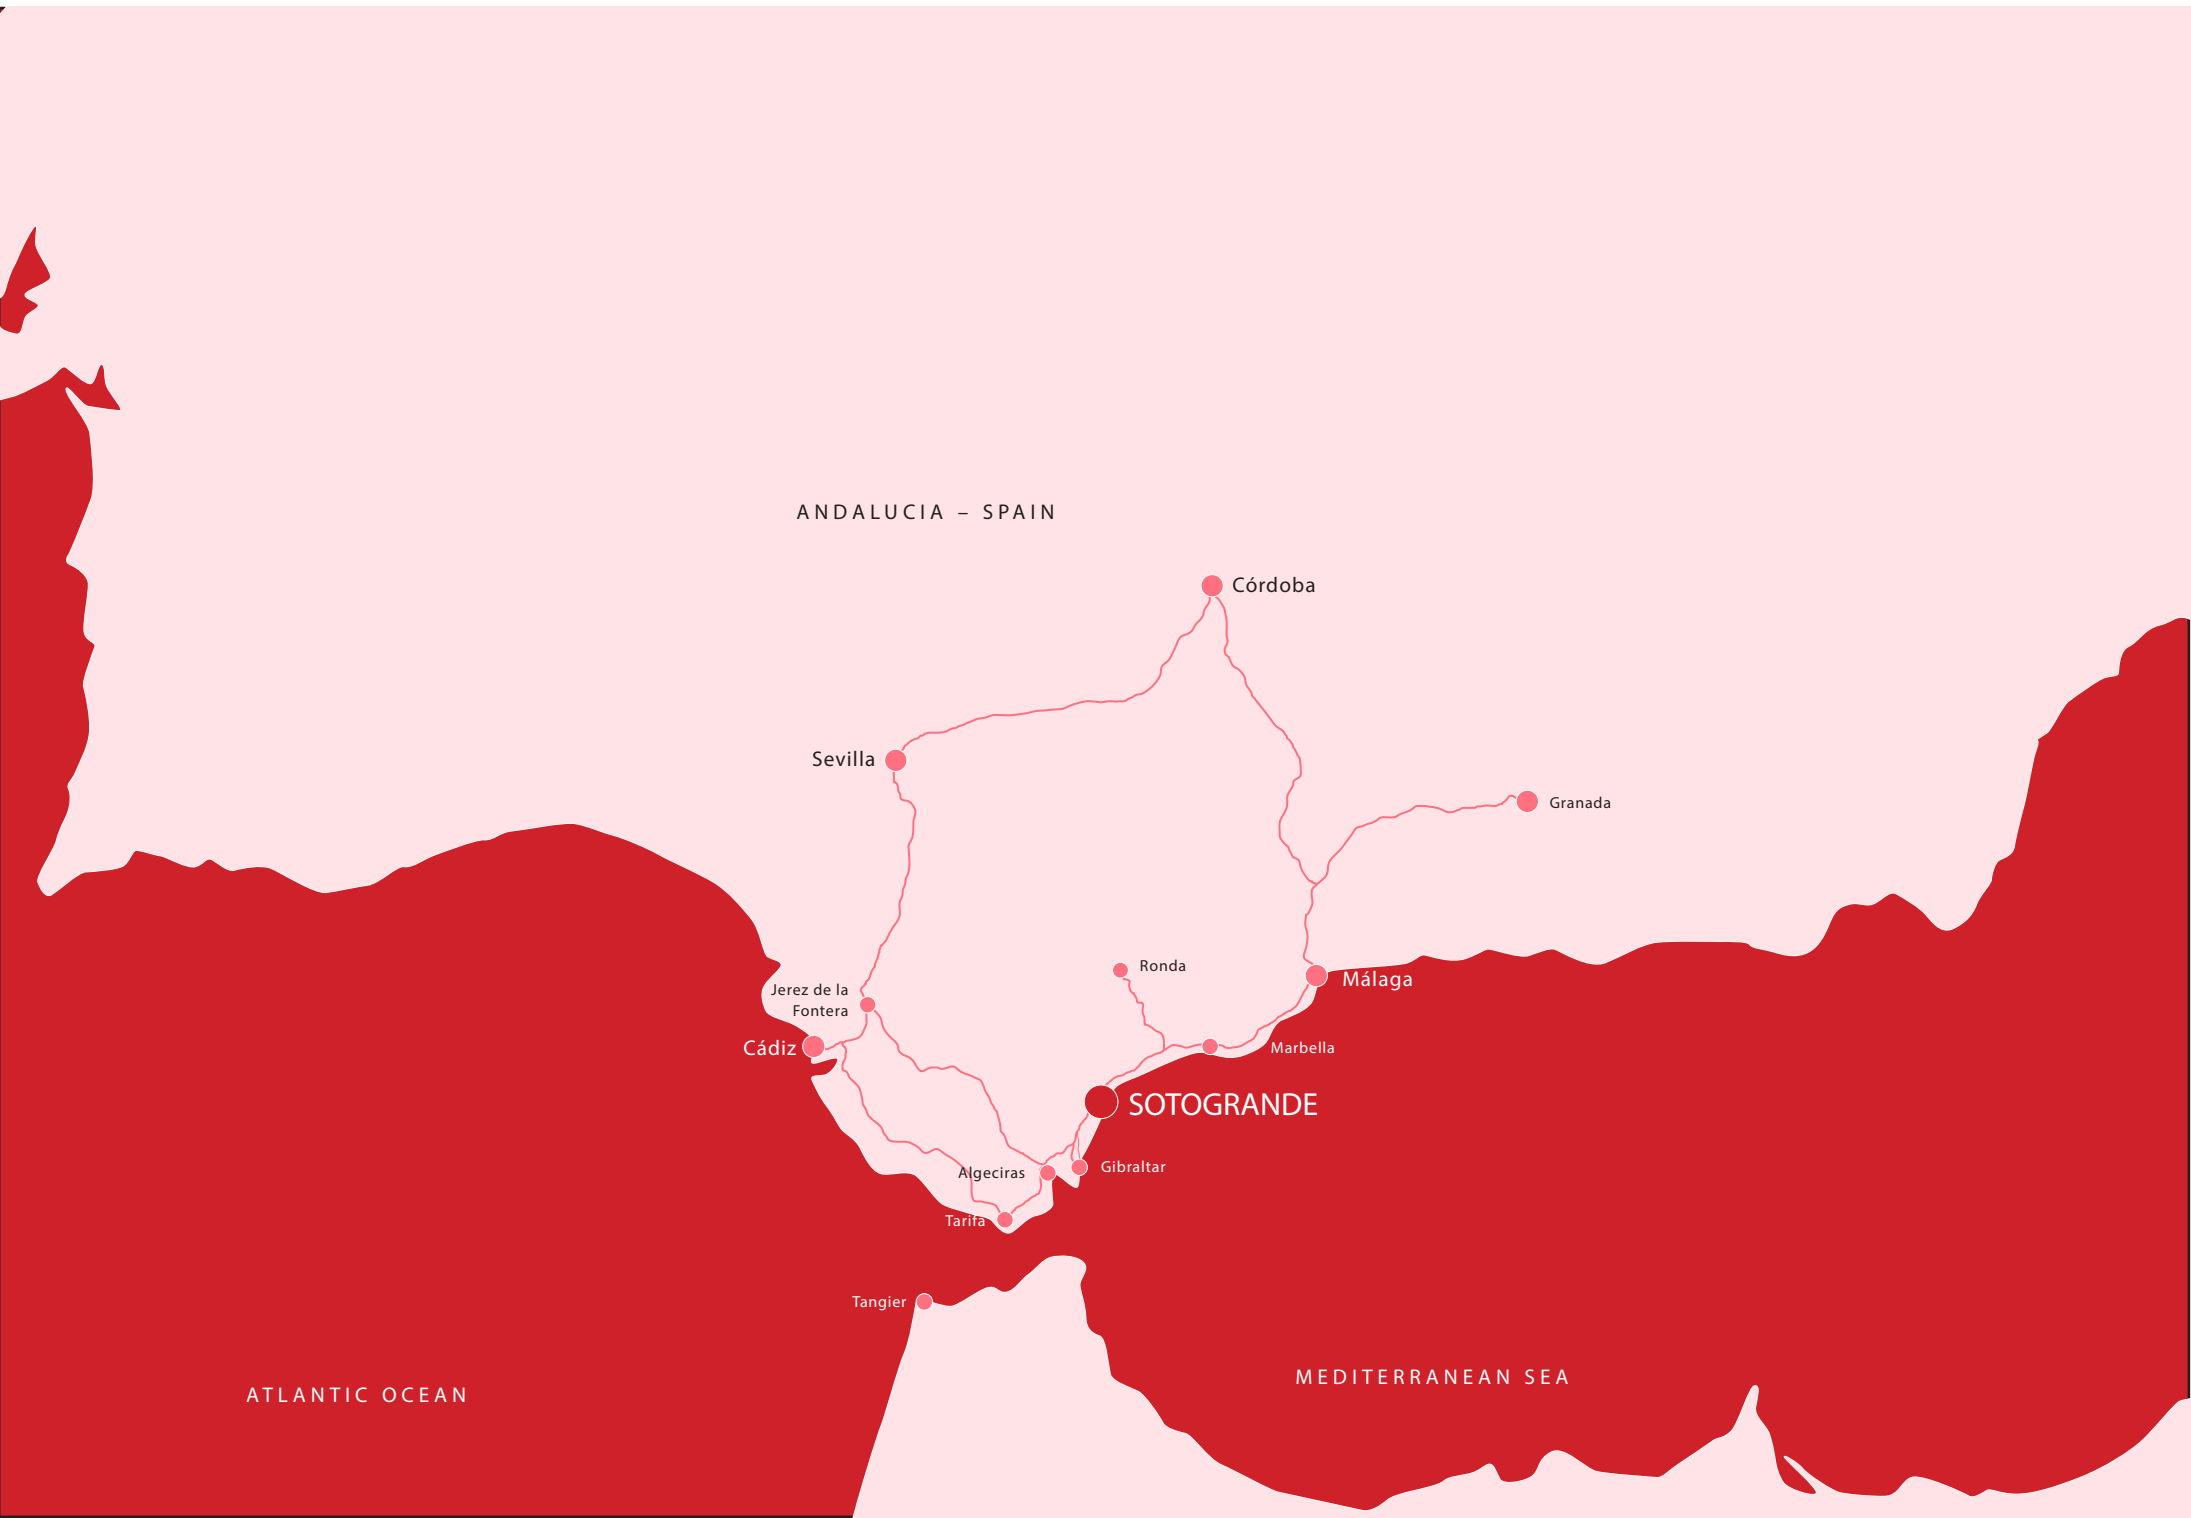 ANDALUCIA – SPAIN
Córdoba
Sevilla
Granada
Ronda
Málaga
Jerez de la
Fontera
Cádiz
Marbella
SOTOGRANDE
Algeciras
Gibraltar
Tarifa
Tangier
MEDITERRANEAN SEA
ATLANTIC OCEAN